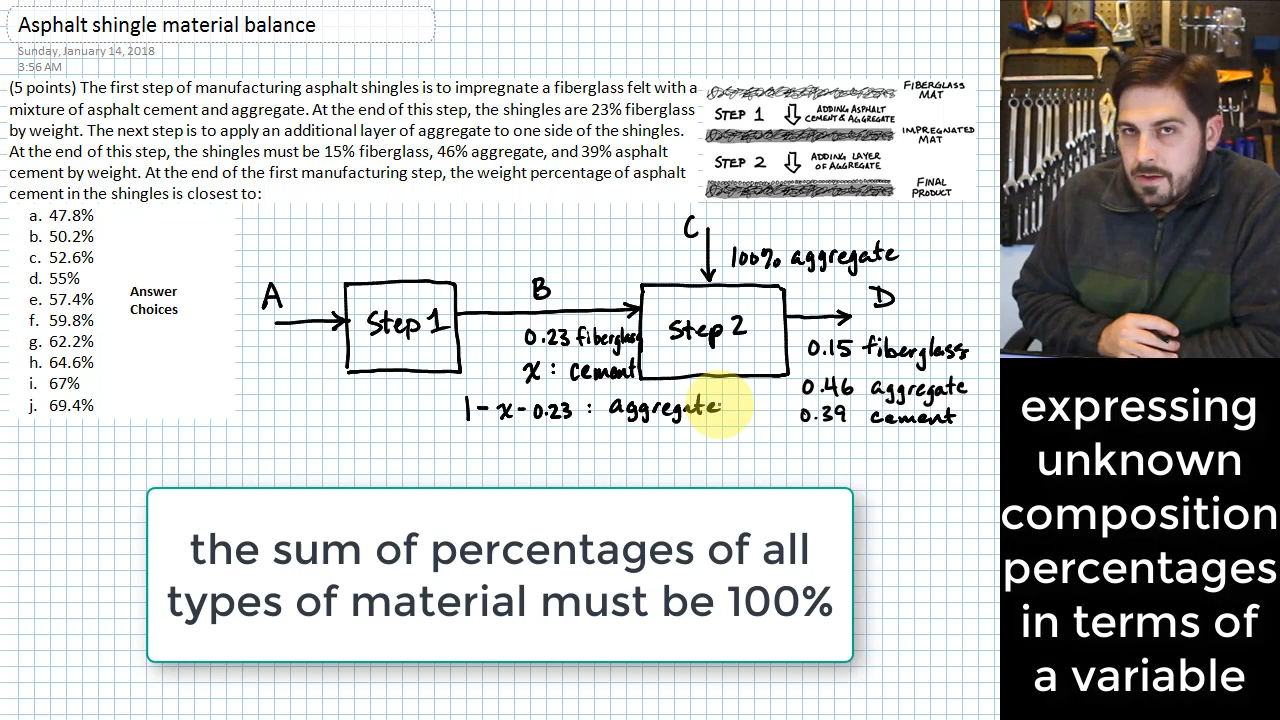 Asphalt shingle material balance
Sunday, January 14, 2018
3:56 AM
(5 points) The first step of manufacturing asphalt shingles is to impregnate a fiberglass felt with a
mixture of asphalt cement and aggregate. At the end of this step, the shingles are 23% fiberglass
by weight. The next step is to apply an additional layer of aggregate to one side of the shingles.
At the end of this step, the shingles must be 15% fiberglass, 46% aggregate, and 39% asphalt
cement by weight. At the end of the first manufacturing step, the weight percentage of asphalt
cement in the shingles is closest to:
FIBERGLASS
MAT
STEP 1
ADDING ASPHALT
CEMENT & AGGREGATE
IMPREGNATED
MAT
STEP 2
ADDING LAYER
OF AGGREGATE
FINAL
PRODUCT
a. 47.8%
b. 50.2%
c. 52.6%
d. 55%
e. 57.4%
f. 59.8%
g. 62.2%
h. 64.6%
i. 67%
j. 69.4%
Answer
Choices
A
Step 1
B
0.23 fiberglass
x : cement
1 - x - 0.23 : aggregate
C
100% aggregate
Step 2
D
0.15 fiberglass
0.46 aggregate
0.39 cement
the sum of percentages of all
types of material must be 100%
expressing
unknown
composition
percentages
in terms of
a variable